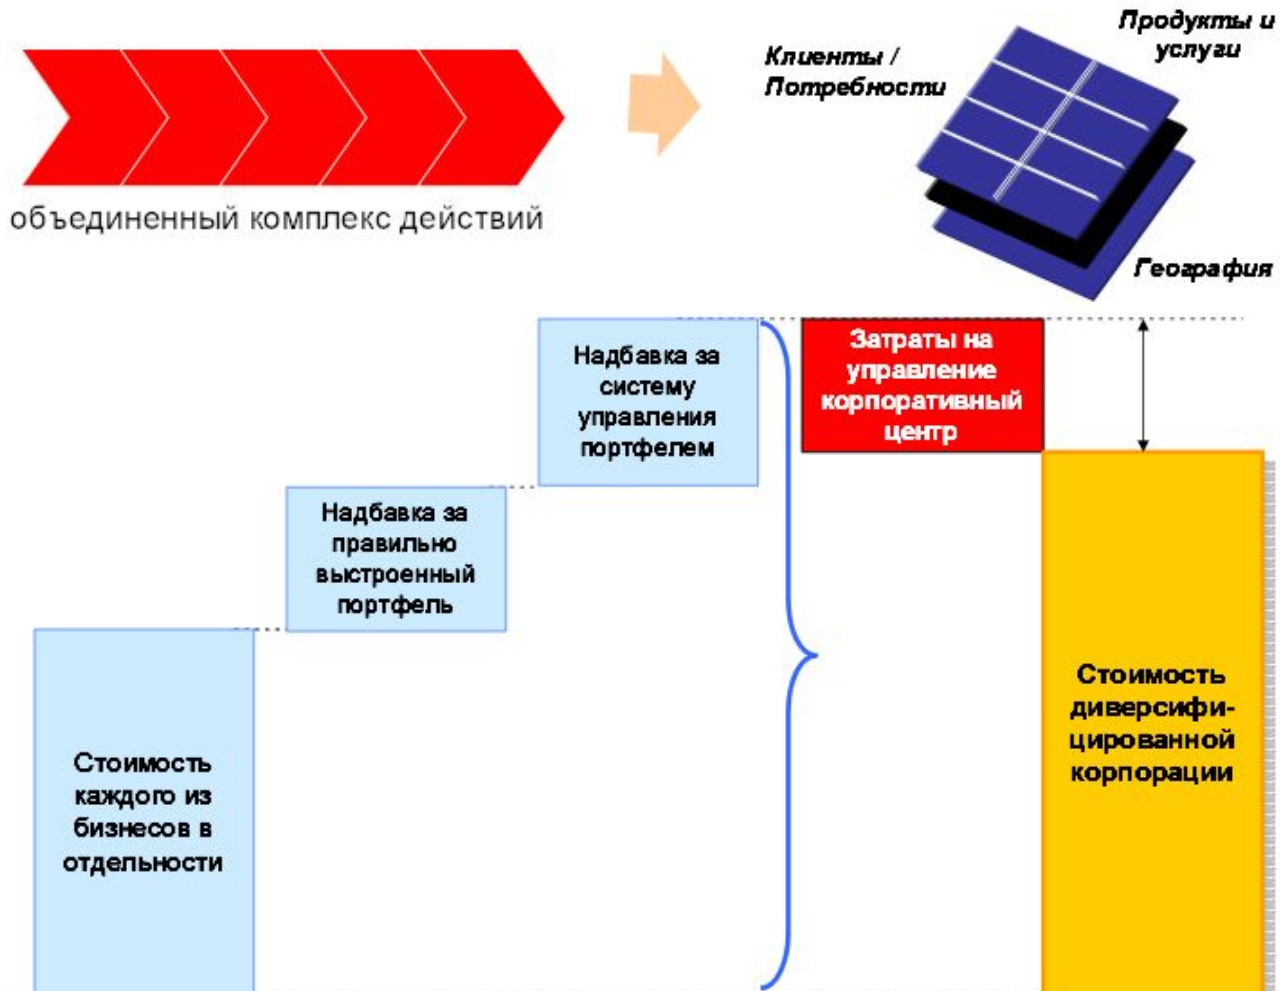 Продукты и
услуги
Клиенты /
Потребности
объединенный комплекс действий
География
Надбавка за
систему
управления
портфелем
Затраты на
управление
корпоративный
центр
Надбавка за
правильно
выстроенный
портфель
Стоимость
диверсифи-
цированной
корпорации
Стоимость
каждого из
бизнесов в
отдельности